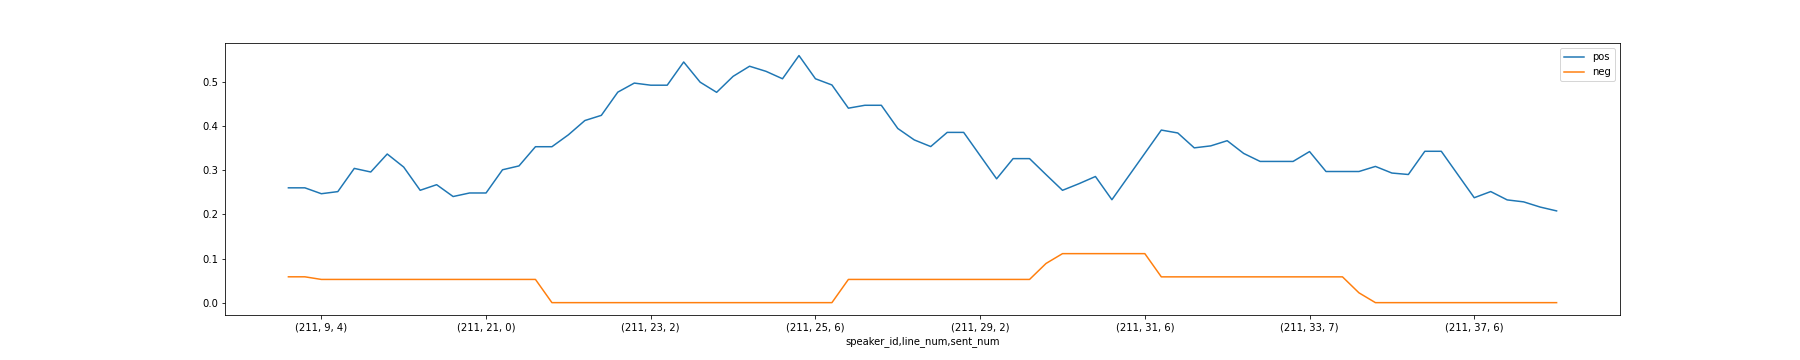 pos
neg
0.5
0.4
0.3
0.2
0.1
0.0
(211, 9, 4) (211, 21, 0) (211, 23, 2) (211, 25, 6) (211, 29, 2) (211, 31, 6) (211, 33, 7) (211, 37, 6)
speaker_id,line_num,sent_num